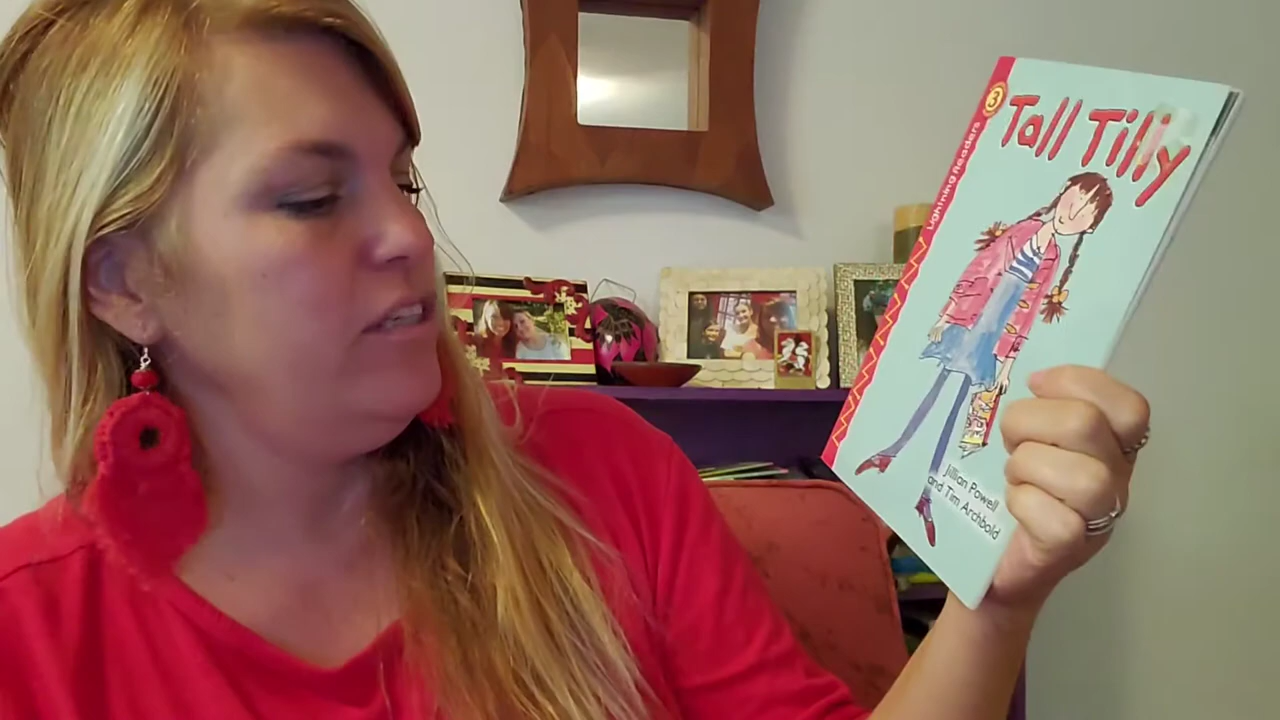 3
Lightning Readers
Tall Tilly
Jillian Powell
and Tim Archbold